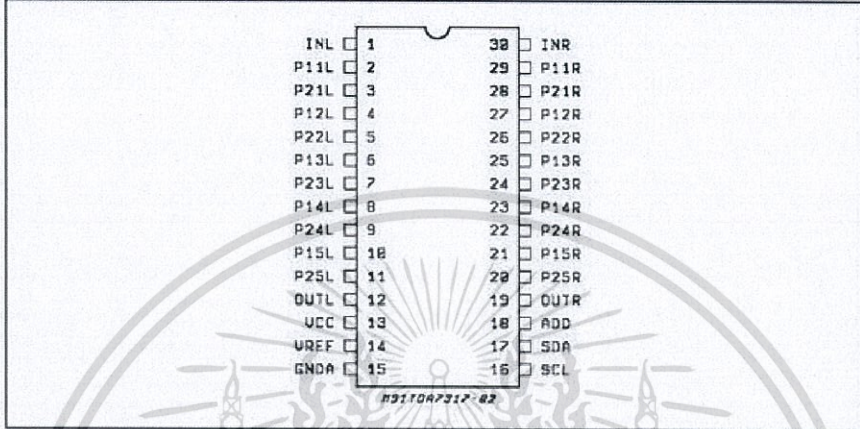 INL 1 30 INR
P11L 2 29 P11R
P21L 3 28 P21R
P12L 4 27 P12R
P22L 5 26 P22R
P13L 6 25 P13R
P23L 7 24 P23R
P14L 8 23 P14R
P24L 9 22 P24R
P15L 10 21 P15R
P25L 11 20 P25R
OUTL 12 19 OUTR
VCC 13 18 ADD
VREF 14 17 SDA
GNDA 15 16 SCL
M91TDA7317-02